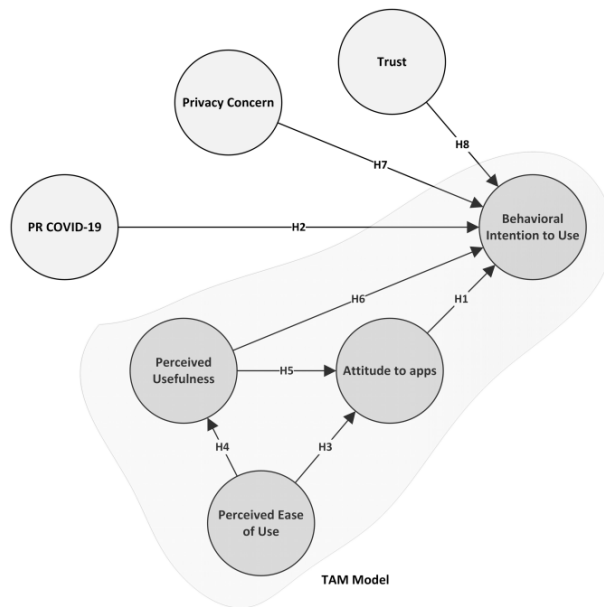 Trust
Privacy Concern
H8
H7
PR COVID-19
H2
Behavioral
Intention to Use
H6
H1
Perceived
Usefulness
H5
Attitude to apps
H4
H3
Perceived Ease
of Use
TAM Model